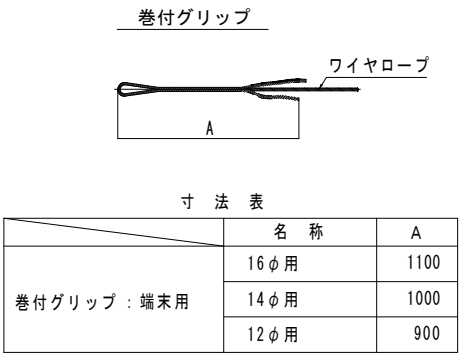 巻付グリップ
ワイヤロープ
A
寸 法 表
名 称 A
16φ用 1100
巻付グリップ：端末用 14φ用 1000
12φ用 900